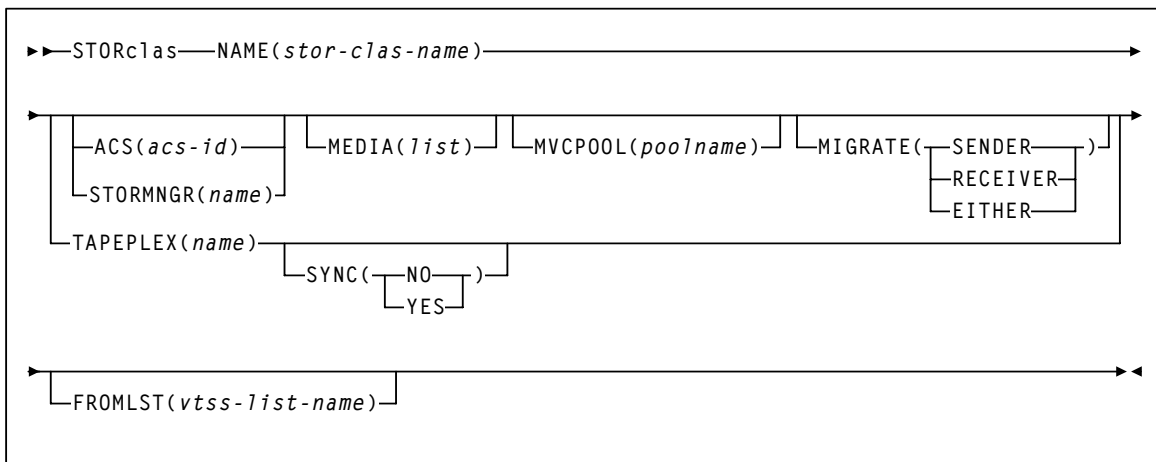 STORclas NAME(stor-clas-name)
ACS(acs-id) MEDIA(list) MVCPOOL(poolname) MIGRATE( SENDER )
STORMNGR(name) RECEIVER
EITHER
TAPEPLEX(name)
SYNC( NO )
YES
FROMLST(vtss-list-name)